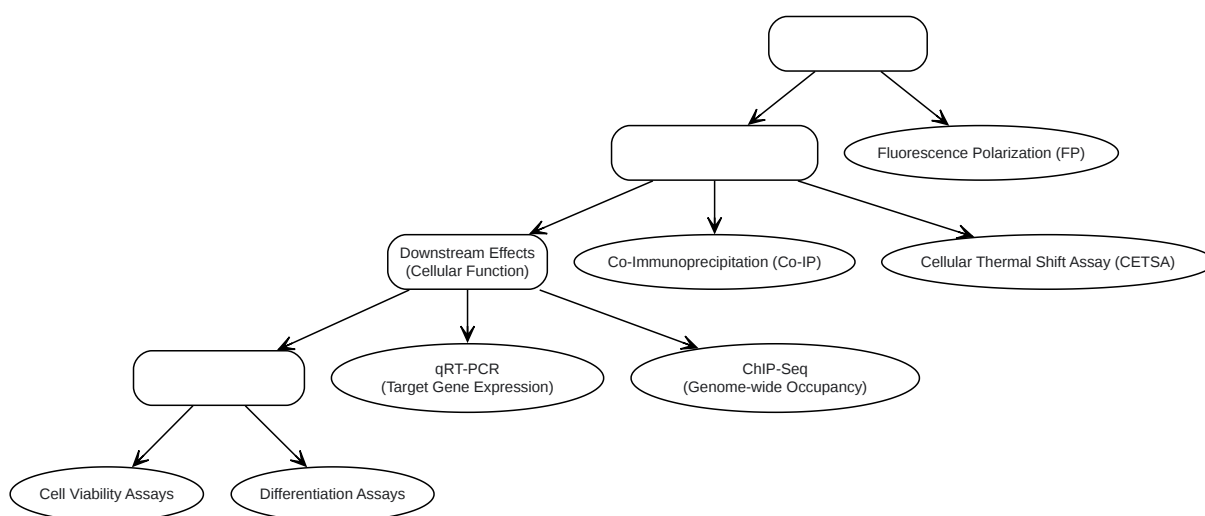 Fluorescence Polarization (FP)
Downstream Effects
(Cellular Function)
Co-Immunoprecipitation (Co-IP)
Cellular Thermal Shift Assay (CETSA)
qRT-PCR
(Target Gene Expression)
ChIP-Seq
(Genome-wide Occupancy)
Cell Viability Assays
Differentiation Assays